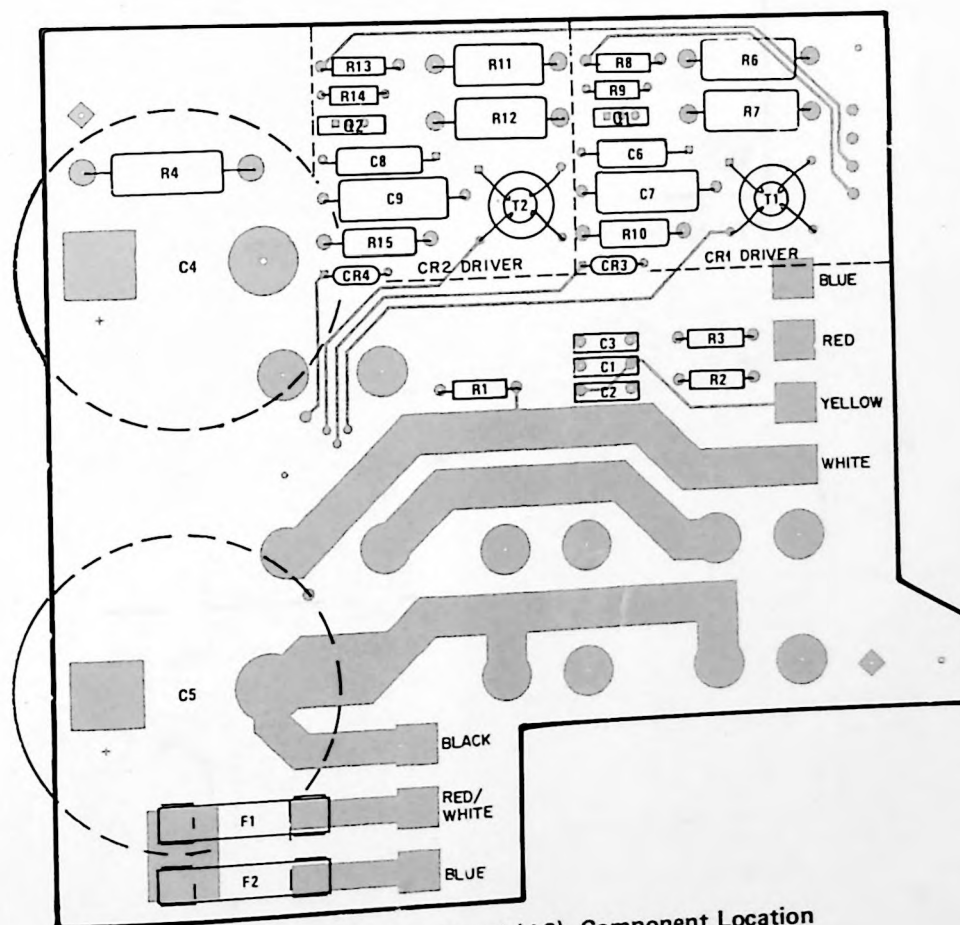 R13
R11
R8
R6
R14
R9
Q2
R12
Q1
R7
C8
C6
R4
C9
T2
C7
T1
R15
R10
C4
CR4
CR2 DRIVER
CR3
CR1 DRIVER
+
BLUE
C3
R3
RED
C1
R1
C2
R2
YELLOW
WHITE
C5
+
BLACK
RED/
WHITE
F1
F2
BLUE
Component Location